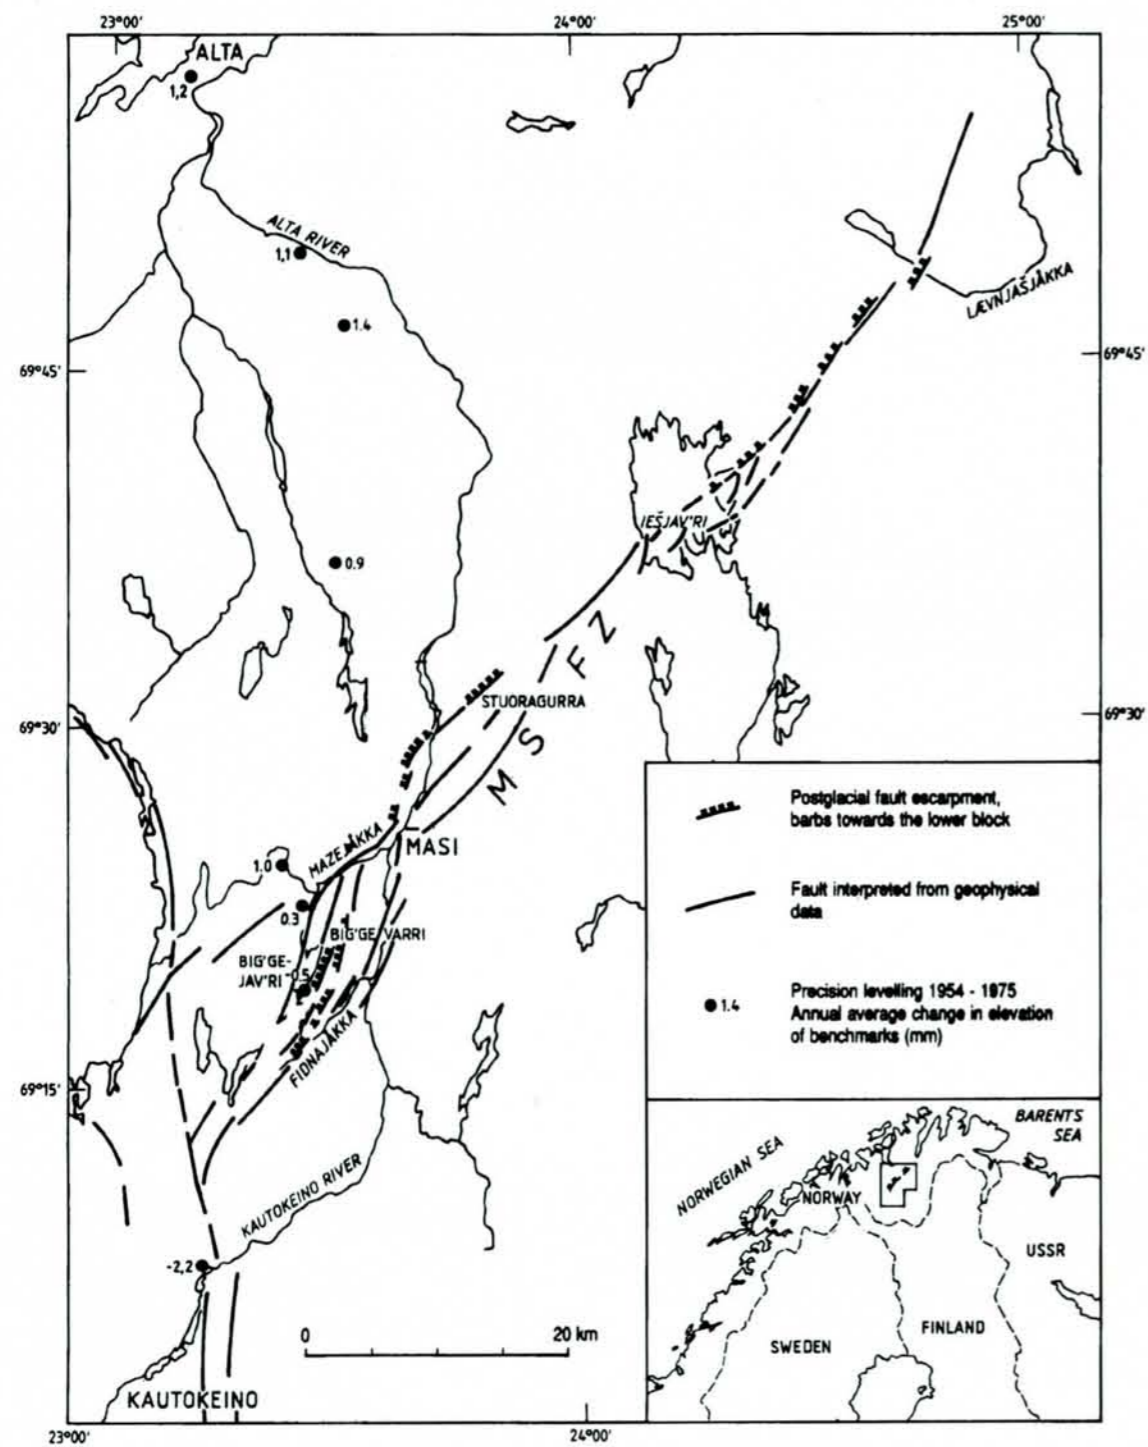 23°00'
24°00'
25°00'
ALTA
1,2
ALTA RIVER
1,1
1.4
LÆVNJAŠJÅKKA
69°45'
69°45'
IEŠJAV'RI
0.9
M S F Z
STUORAGURRA
69°30'
69°30'
MAZEJÅKKA
MASI
1.0
0.3
BIG'GE VARRI
BIG'GE-
JAV'RI
-0.5
FIDNAJÅKKA
69°15'
KAUTOKEINO RIVER
-2,2
0
20 km
KAUTOKEINO
23°00'
24°00'
Postglacial fault escarpment,
barbs towards the lower block
Fault interpreted from geophysical
data
1.4
Precision levelling 1954 - 1975
Annual average change in elevation
of benchmarks (mm)
BARENTS
SEA
NORWEGIAN SEA
NORWAY
USSR
FINLAND
SWEDEN